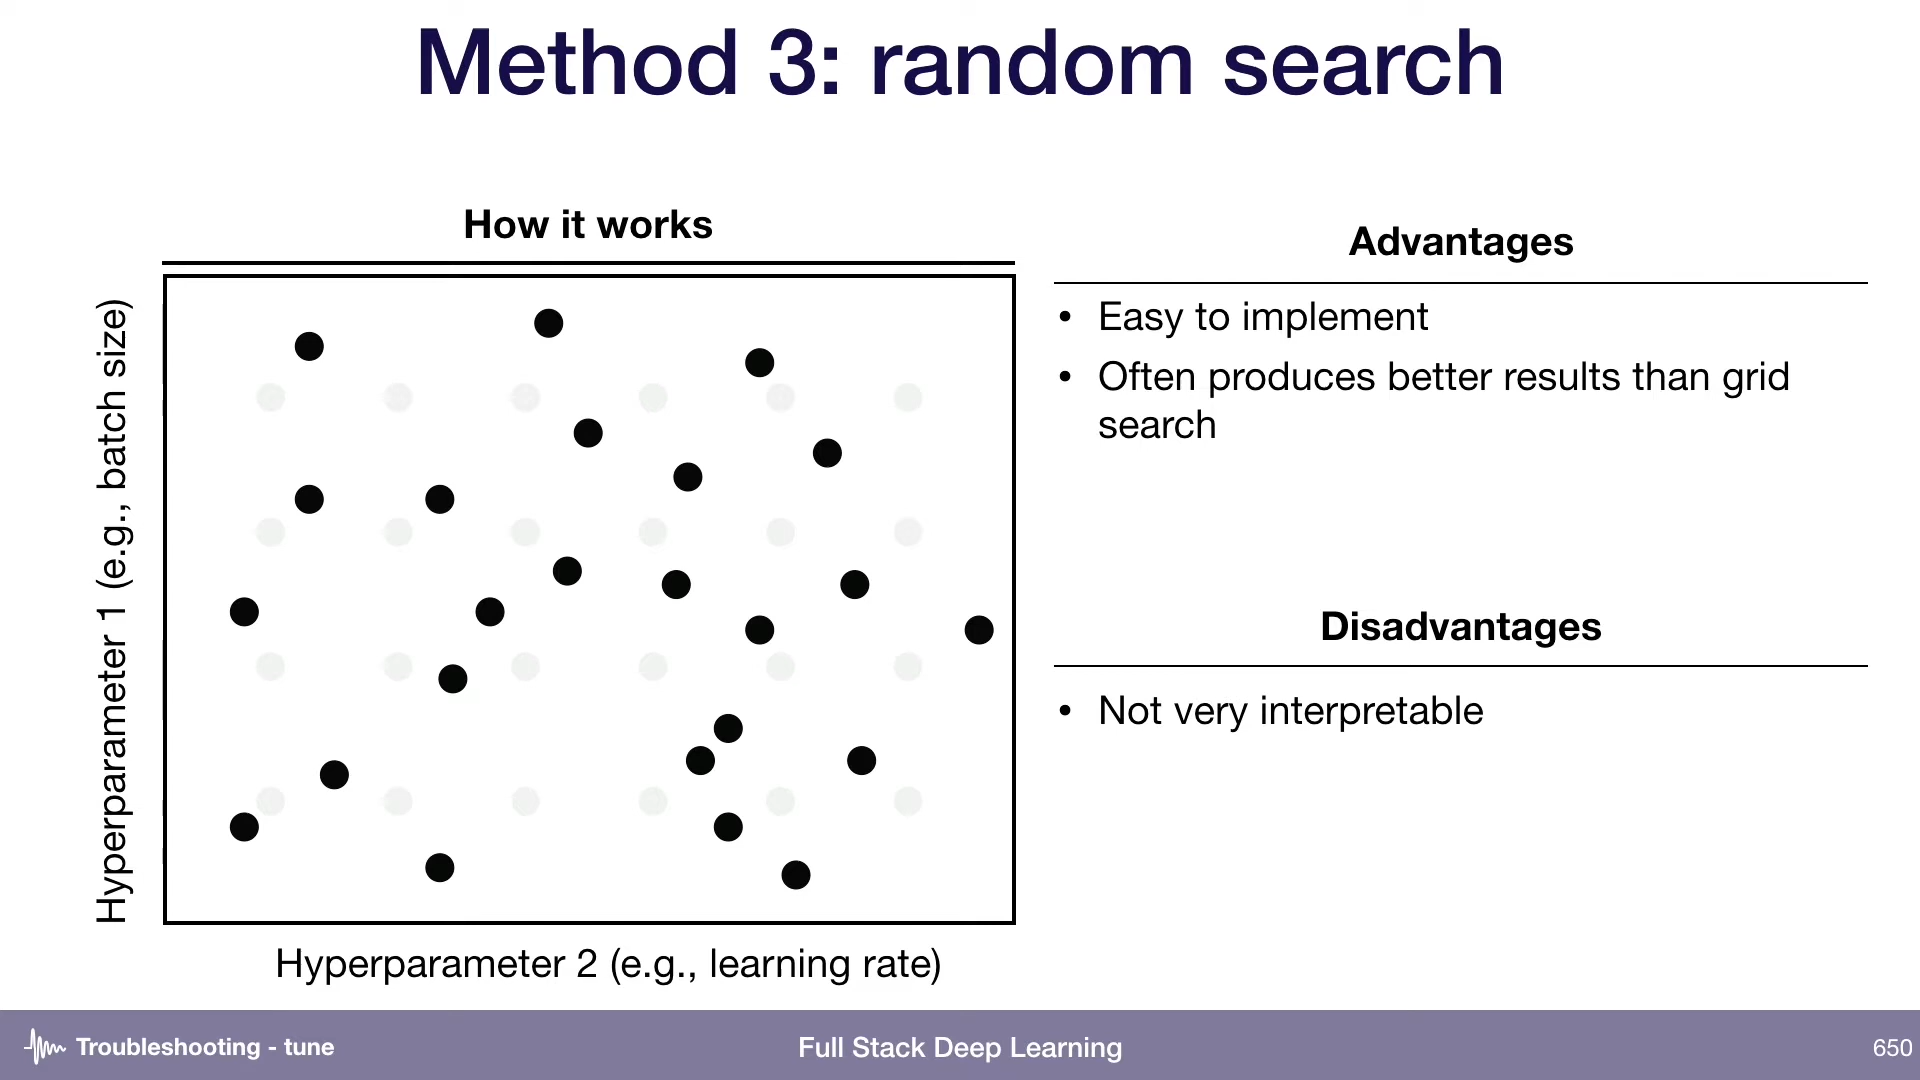 Method 3: random search
How it works
Hyperparameter 1 (e.g., batch size)
Hyperparameter 2 (e.g., learning rate)
Advantages
• Easy to implement
• Often produces better results than grid
search
Disadvantages
• Not very interpretable
Troubleshooting - tune
Full Stack Deep Learning
650